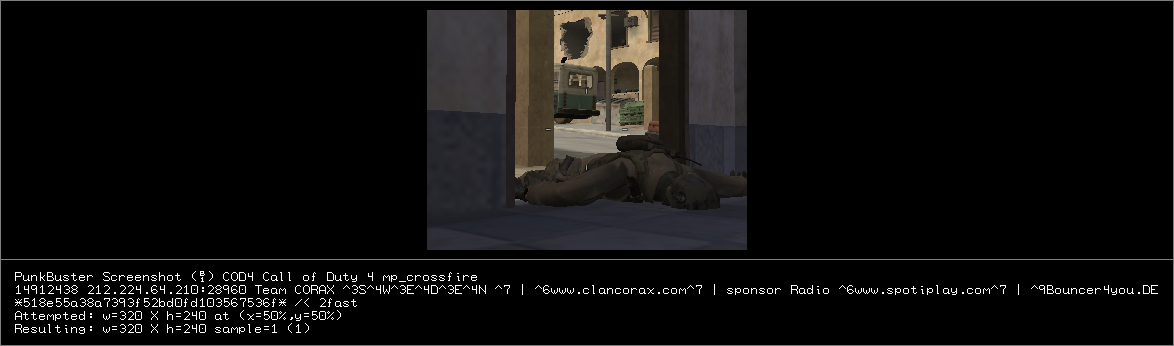 PunkBuster Screenshot () COD4 Call of Duty 4 mp_crossfire
14912438 212.224.64.210:28960 Team CORAX ^3S^4W^3E^4D^3E^4N ^7 | ^6www.clancorax.com^7 | sponsor Radio ^6www.spotiplay.com^7 | ^9Bouncer4you.DE
*518e55a38a7393f52bd0fd103567536f* /< 2fast
Attempted: w=320 X h=240 at (x=50%,y=50%)
Resulting: w=320 X h=240 sample=1 (1)